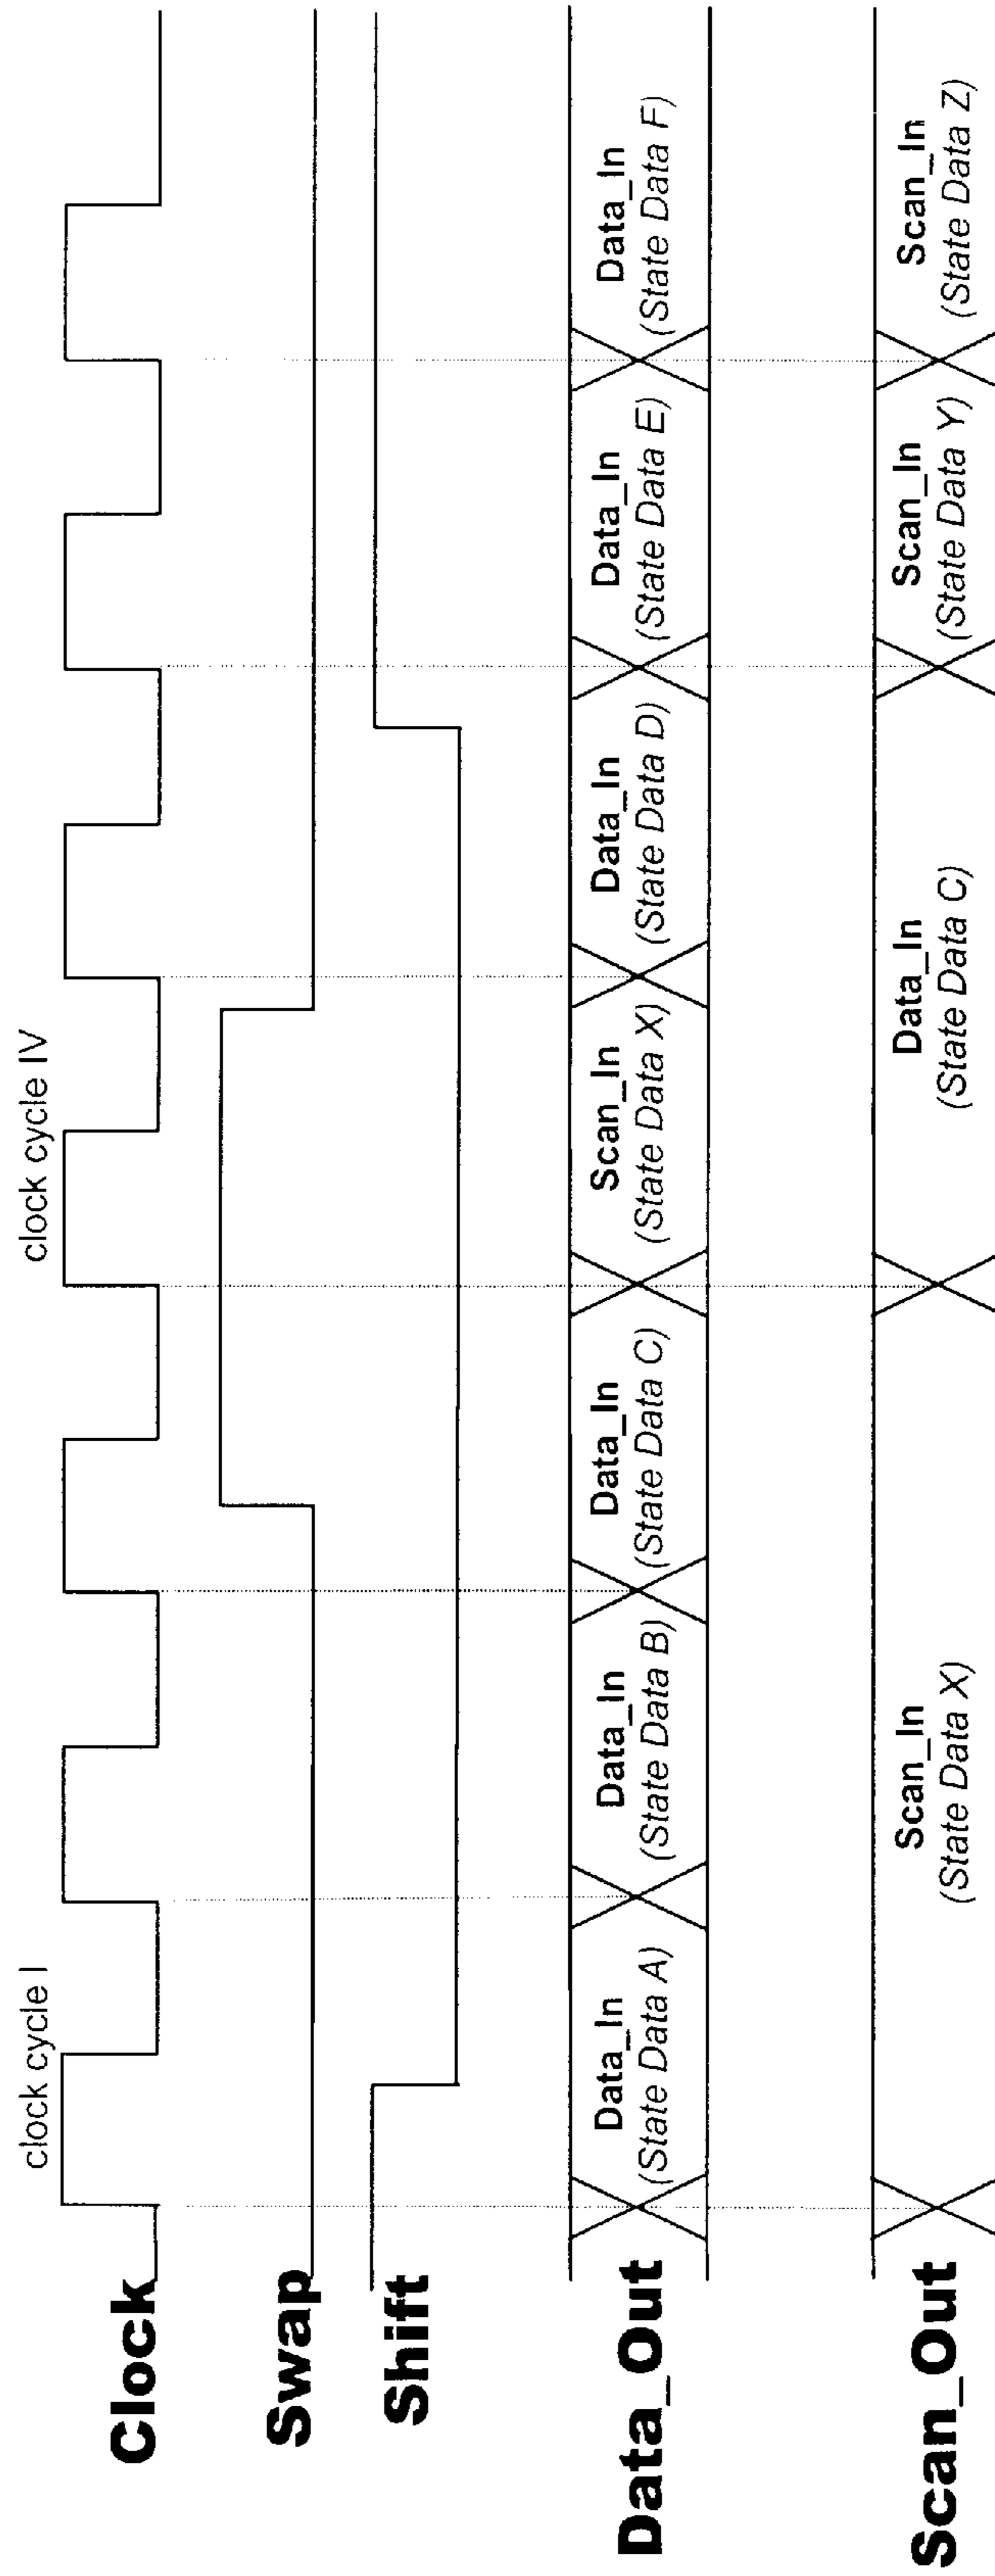 clock cycle I
clock cycle IV
Clock
Swap
Shift
Data_Out
Data_In
(State Data A)
Data_In
(State Data B)
Data_In
(State Data C)
Scan_In
(State Data X)
Data_In
(State Data D)
Data_In
(State Data E)
Data_In
(State Data F)
Scan_Out
Scan_In
(State Data X)
Data_In
(State Data C)
Scan_In
(State Data Y)
Scan_In
(State Data Z)